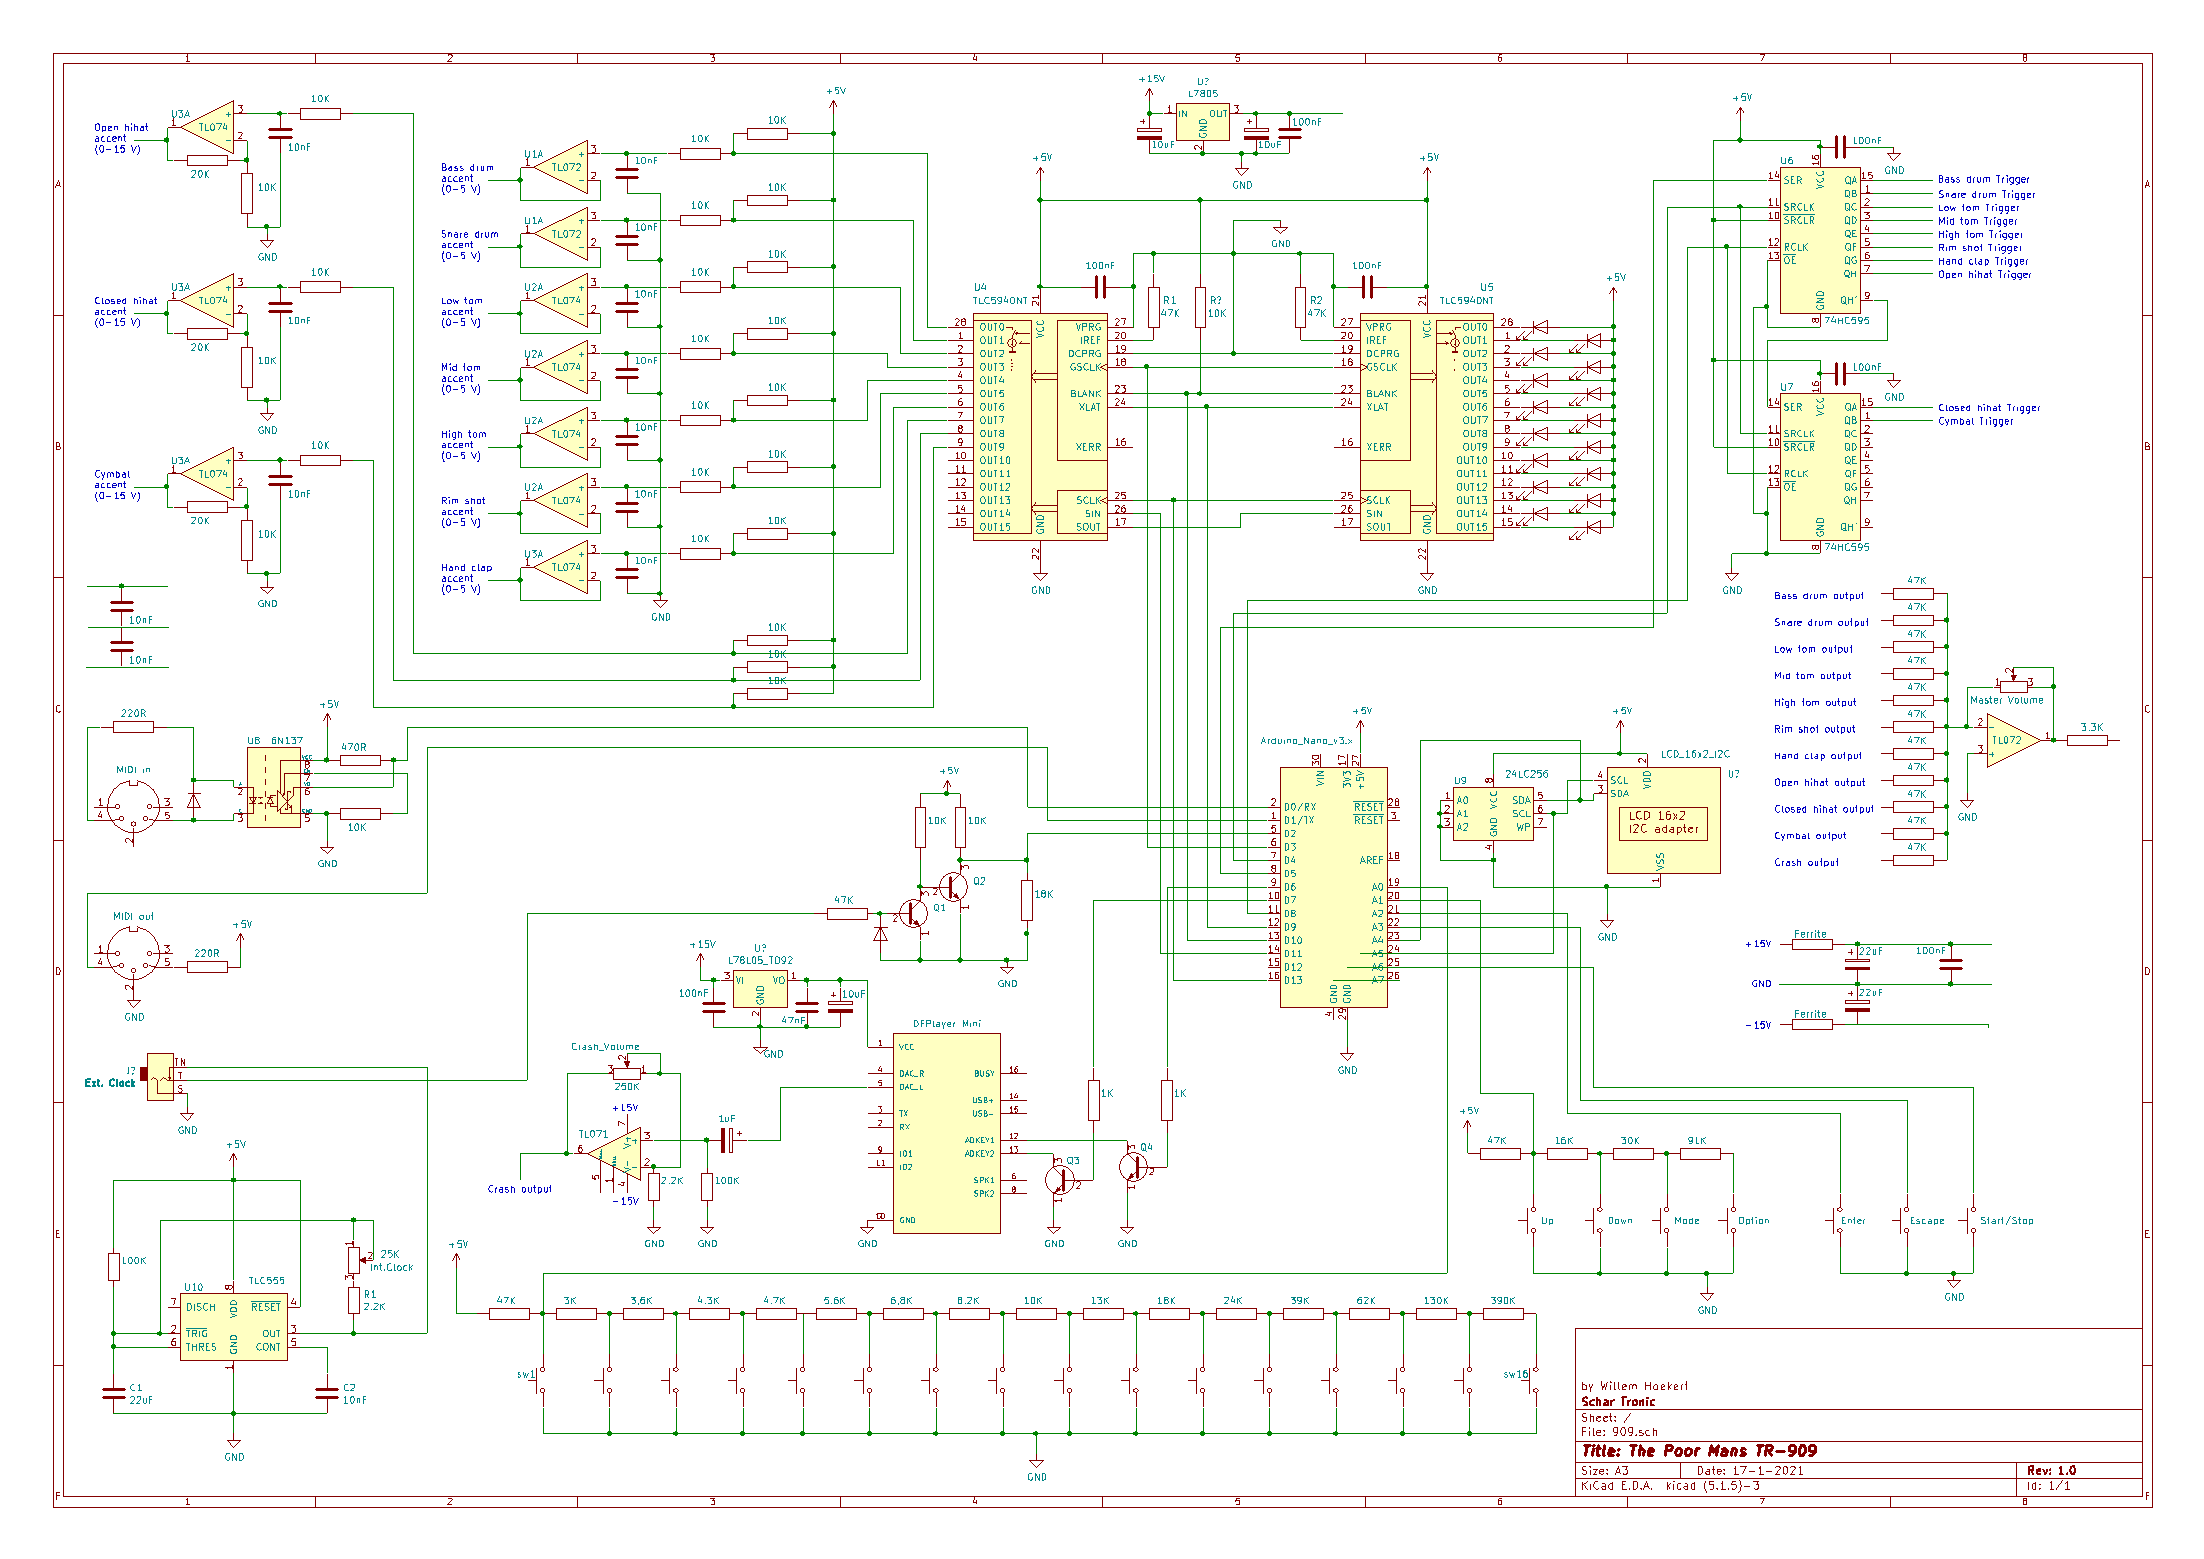 1 2 3 4 5 6 7 8
A
B
C
D
E
F
Open hihat
accent
(0-15 V)
U3A
TL074
10K
10nF
20K
10K
GND
Closed hihat
accent
(0-15 V)
U3A
TL074
10K
10nF
20K
10K
GND
Cymbal
accent
(0-15 V)
U3A
TL074
10K
10nF
20K
10K
GND
10nF
10nF
Bass drum
accent
(0-5 V)
U1A
TL072
10nF
10K
10K
+5V
Snare drum
accent
(0-5 V)
U1A
TL072
10nF
10K
10K
Low tom
accent
(0-5 V)
U2A
TL074
10nF
10K
10K
Mid tom
accent
(0-5 V)
U2A
TL074
10nF
10K
10K
High tom
accent
(0-5 V)
U2A
TL074
10nF
10K
10K
Rim shot
accent
(0-5 V)
U2A
TL074
10nF
10K
10K
Hand clap
accent
(0-5 V)
U3A
TL074
10nF
10K
10K
GND
10K
10K
10K
+15V
U?
L7805
IN OUT
GND
10uF
10uF
100nF
GND
+5V
+5V
GND
100nF
100nF
R1
47K
R?
10K
R2
47K
U4
TLC5940NT
VCC
OUT0
OUT1
OUT2
OUT3
OUT4
OUT5
OUT6
OUT7
OUT8
OUT9
OUT10
OUT11
OUT12
OUT13
OUT14
OUT15
VPRG
IREF
DCPRG
GSCLK
BLANK
XLAT
XERR
SCLK
SIN
SOUT
GND
GND
U5
TLC5940NT
VCC
VPRG
IREF
DCPRG
GSCLK
BLANK
XLAT
XERR
SCLK
SIN
SOUT
OUT0
OUT1
OUT2
OUT3
OUT4
OUT5
OUT6
OUT7
OUT8
OUT9
OUT10
OUT11
OUT12
OUT13
OUT14
OUT15
GND
GND
+5V
+5V
100nF
GND
U6
SER
SRCLK
SRCLR
RCLK
OE
VCC
GND
QA
QB
QC
QD
QE
QF
QG
QH
QH'
74HC595
Bass drum Trigger
Snare drum Trigger
Low tom Trigger
Mid tom Trigger
High tom Trigger
Rim shot Trigger
Hand clap Trigger
Open hihat Trigger
100nF
GND
U7
SER
SRCLK
SRCLR
RCLK
OE
VCC
GND
QA
QB
QC
QD
QE
QF
QG
QH
QH'
74HC595
Closed hihat Trigger
Cymbal Trigger
GND
Bass drum output 47K
Snare drum output 47K
Low tom output 47K
Mid tom output 47K
High tom output 47K
Rim shot output 47K
Hand clap output 47K
Open hihat output 47K
Closed hihat output 47K
Cymbal output 47K
Crash output 47K
Master Volume
TL072
3.3K
GND
220R
MIDI in
U8 6N137
+5V
470R
10K
GND
MIDI out
+5V
220R
GND
+5V
10K 10K
47K
Q1
Q2
18K
GND
+15V
U?
L78L05_TO92
VI VO
GND
100nF
47nF
10uF
GND
J?
Ext. Clock
TN
T
S
GND
Crash_Volume
250K
+15V
TL071
-15V
Crash output
1uF
2.2K
100K
GND
GND
DFPlayer Mini
VCC
DAC_R
DAC_L
TX
RX
IO1
IO2
GND
BUSY
USB+
USB-
ADKEY1
ADKEY2
SPK1
SPK2
GND
1K
1K
Q3
Q4
GND
GND
Arduino_Nano_v3.x
+5V
VIN
3V3
+5V
D0/RX
D1/TX
D2
D3
D4
D5
D6
D7
D8
D9
D10
D11
D12
D13
RESET
RESET
AREF
A0
A1
A2
A3
A4
A5
A6
A7
GND
GND
GND
+5V
U9
24LC256
A0
A1
A2
VCC
GND
SDA
SCL
WP
LCD_16x2_I2C
U?
SCL
SDA
VDD
LCD 16x2
I2C adapter
VSS
GND
+15V
Ferrite
22uF
100nF
GND
22uF
-15V
Ferrite
+5V
47K 16K 30K 91K
Up
Down
Mode
Option
Enter
Escape
Start/Stop
GND
GND
+5V
100K
25K
Int.Clock
R1
2.2K
U10
TLC555
DISCH
TRIG
THRES
VDD
GND
RESET
OUT
CONT
C1
22uF
C2
10nF
GND
+5V
47K 3K 3,6K 4.3K 4.7K 5.6K 6,8K 8.2K 10K 13K 18K 24K 39K 62K 130K 390K
sw1
sw16
GND
by Willem Hoekert
Schar Tronic
Sheet: /
File: 909.sch
Title: The Poor Mans TR-909
Size: A3 Date: 17-1-2021 Rev: 1.0
KiCad E.D.A. kicad (5.1.5)-3 Id: 1/1